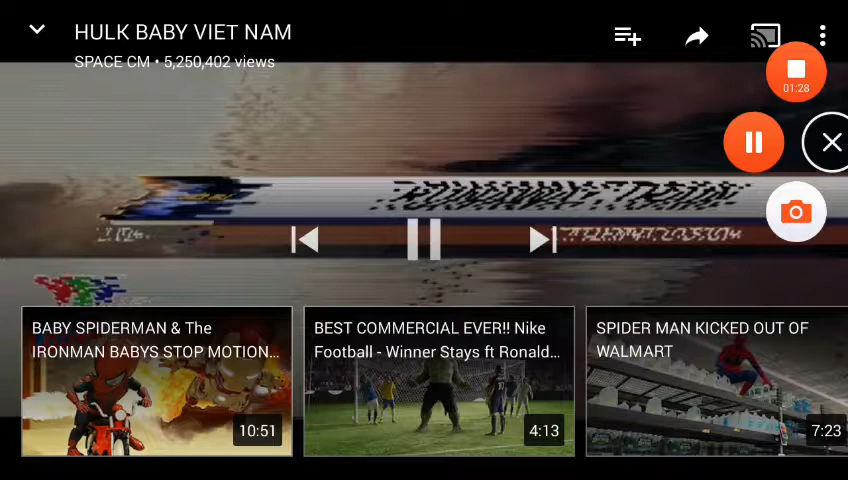 HULK BABY VIET NAM
SPACE CM • 5,250,402 views
01:28
BABY SPIDERMAN & The
IRONMAN BABYS STOP MOTION...
10:51
BEST COMMERCIAL EVER!! Nike
Football - Winner Stays ft Ronald...
4:13
SPIDER MAN KICKED OUT OF
WALMART
7:23